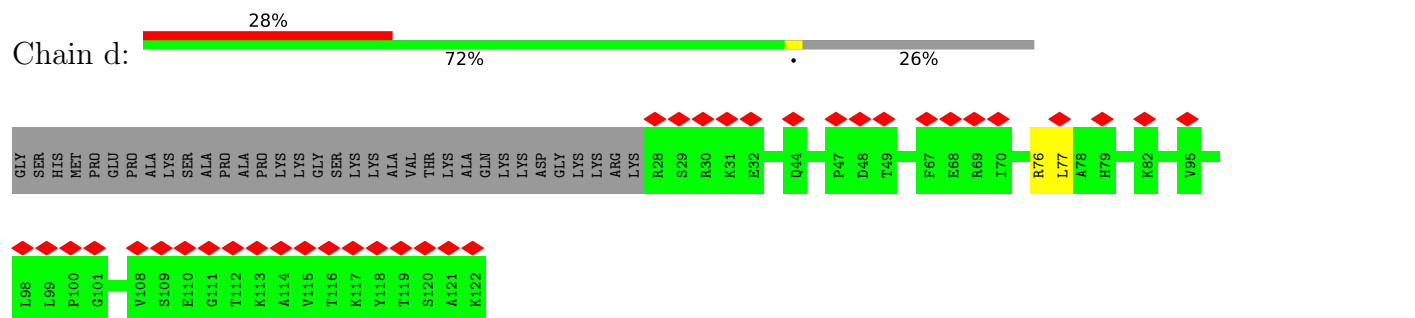 28%
Chain d:
72% • 26%
GLY SER HIS MET PRO GLU PRO ALA LYS SER ALA PRO ALA PRO LYS LYS GLY SER LYS LYS ALA VAL THR LYS ALA GLN LYS LYS ASP GLY LYS LYS ARG LYS R28 S29 R30 K31 E32 Q44 P47 D48 T49 F67 E68 R69 I70 R76 L77 A78 H79 K82 V95
L98 L99 P100 G101 V108 S109 E110 G111 T112 K113 A114 V115 T116 K117 Y118 T119 S120 A121 K122